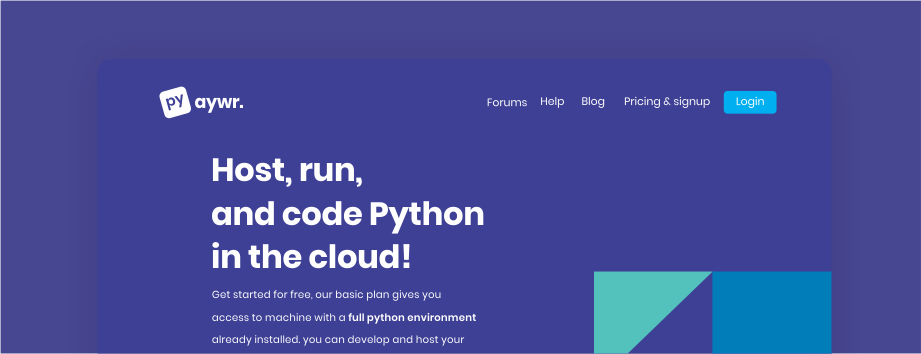 py aywr.
Forums Help Blog Pricing & signup Login
Host, run,
and code Python
in the cloud!
Get started for free, our basic plan gives you
access to machine with a full python environment
already installed. you can develop and host your